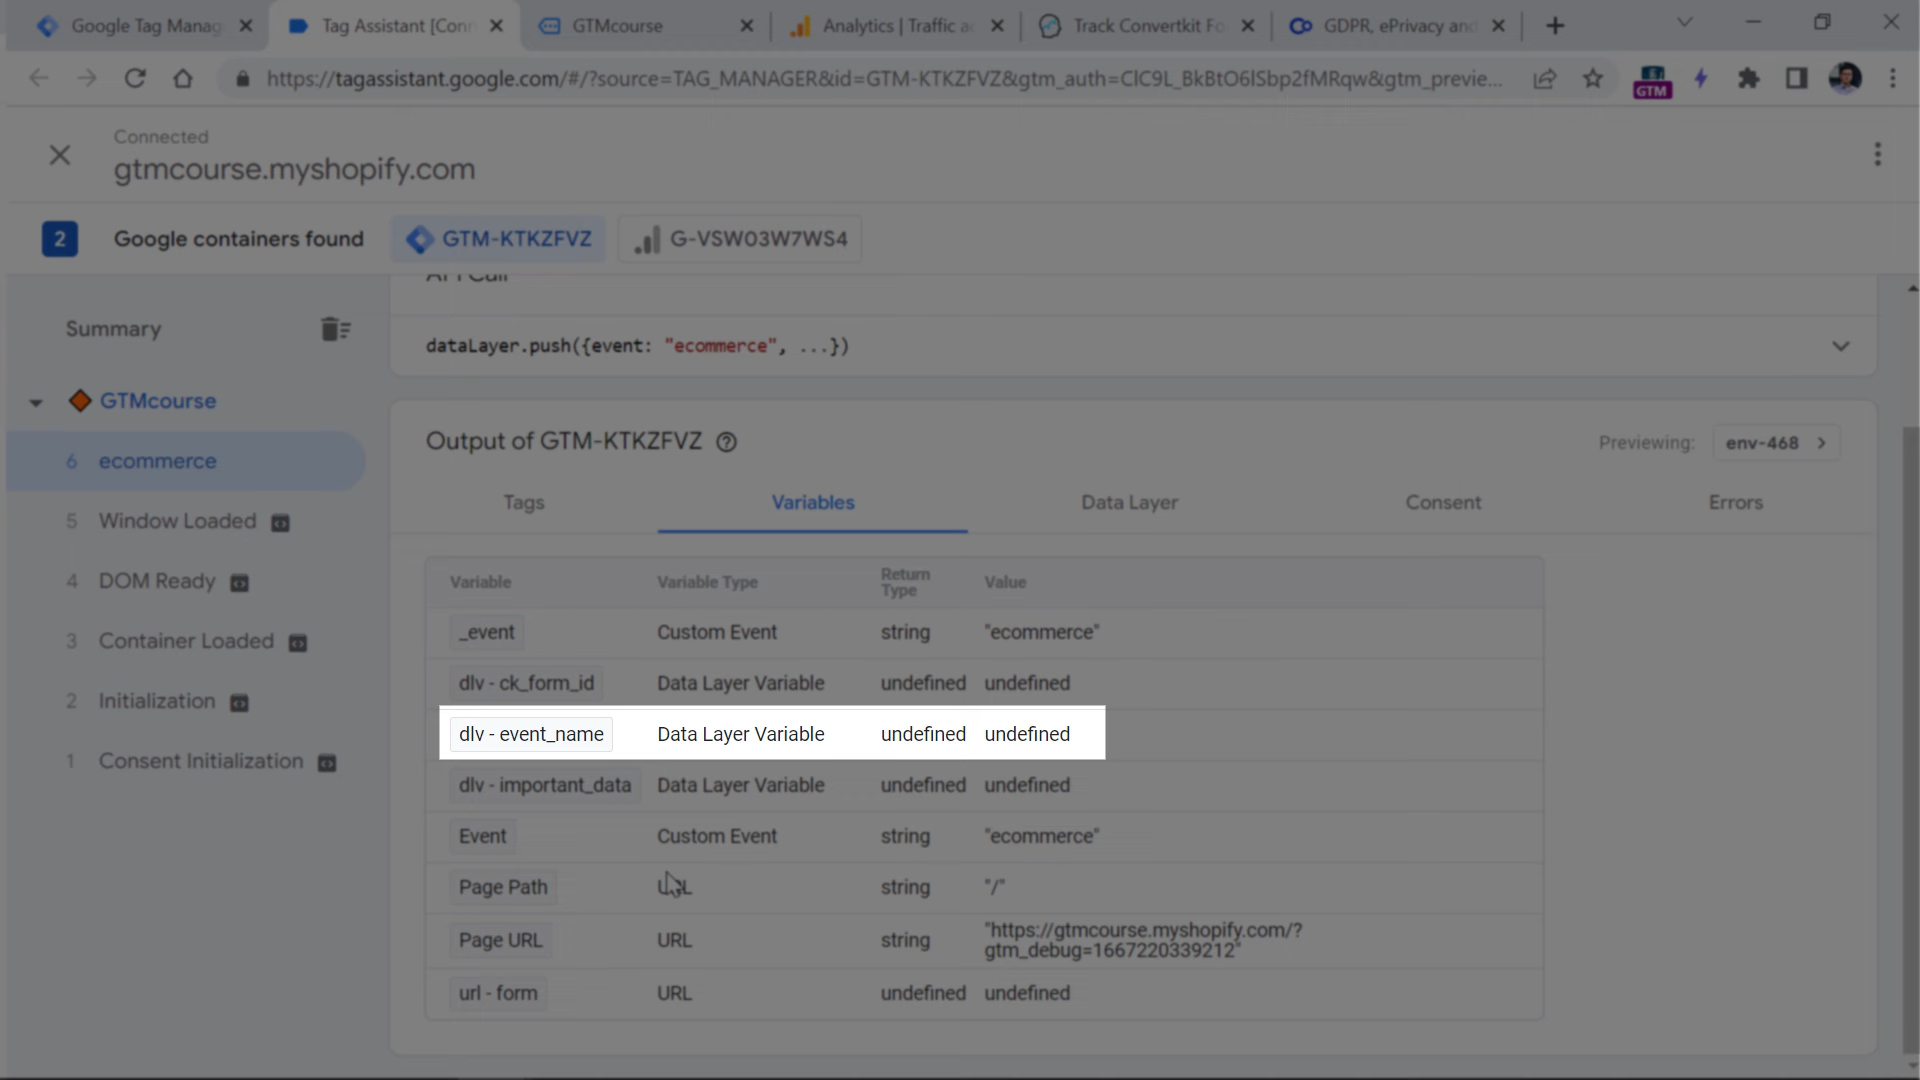 Google Tag Manag
Tag Assistant [Conn
GTMcourse
Analytics | Traffic ac
Track Convertkit Fo
GDPR, ePrivacy and
https://tagassistant.google.com/#/?source=TAG_MANAGER&id=GTM-KTKZFVZ&gtm_auth=ClC9L_BkBtO6lSbp2fMRqw&gtm_previe...
GTM
Connected
gtmcourse.myshopify.com
2
Google containers found
GTM-KTKZFVZ
G-VSW03W7WS4
API Call
Summary
dataLayer.push({event: "ecommerce", ...})
GTMcourse
6 ecommerce
5 Window Loaded
4 DOM Ready
3 Container Loaded
2 Initialization
1 Consent Initialization
Output of GTM-KTKZFVZ
Previewing: env-468
Tags Variables Data Layer Consent Errors
Variable Variable Type Return Type Value
_event Custom Event string "ecommerce"
dlv - ck_form_id Data Layer Variable undefined undefined
dlv - event_name Data Layer Variable undefined undefined
dlv - important_data Data Layer Variable undefined undefined
Event Custom Event string "ecommerce"
Page Path URL string "/"
Page URL URL string "https://gtmcourse.myshopify.com/?
gtm_debug=1667220339212"
url - form URL undefined undefined